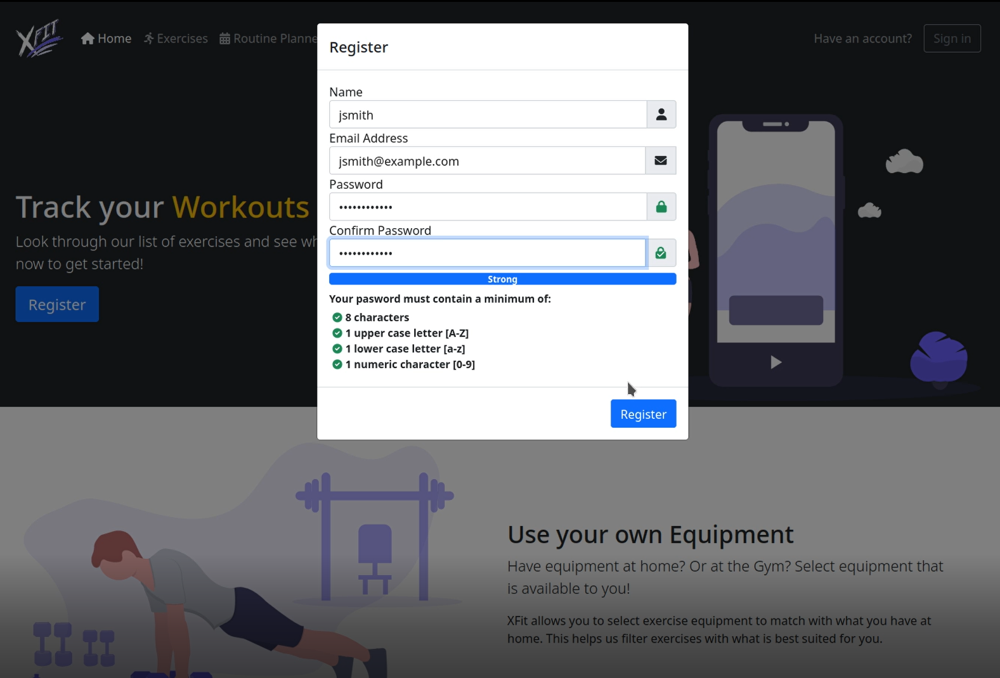 XFIT
Home
Exercises
Routine Planne
Have an account?
Sign in
Register
Name
jsmith
Email Address
jsmith@example.com
Password
••••••••••••
Confirm Password
••••••••••••
Strong
Your pasword must contain a minimum of:
8 characters
1 upper case letter [A-Z]
1 lower case letter [a-z]
1 numeric character [0-9]
Register
Track your Workouts
Look through our list of exercises and see wh
now to get started!
Register
Use your own Equipment
Have equipment at home? Or at the Gym? Select equipment that
is available to you!
XFit allows you to select exercise equipment to match with what you have at
home. This helps us filter exercises with what is best suited for you.